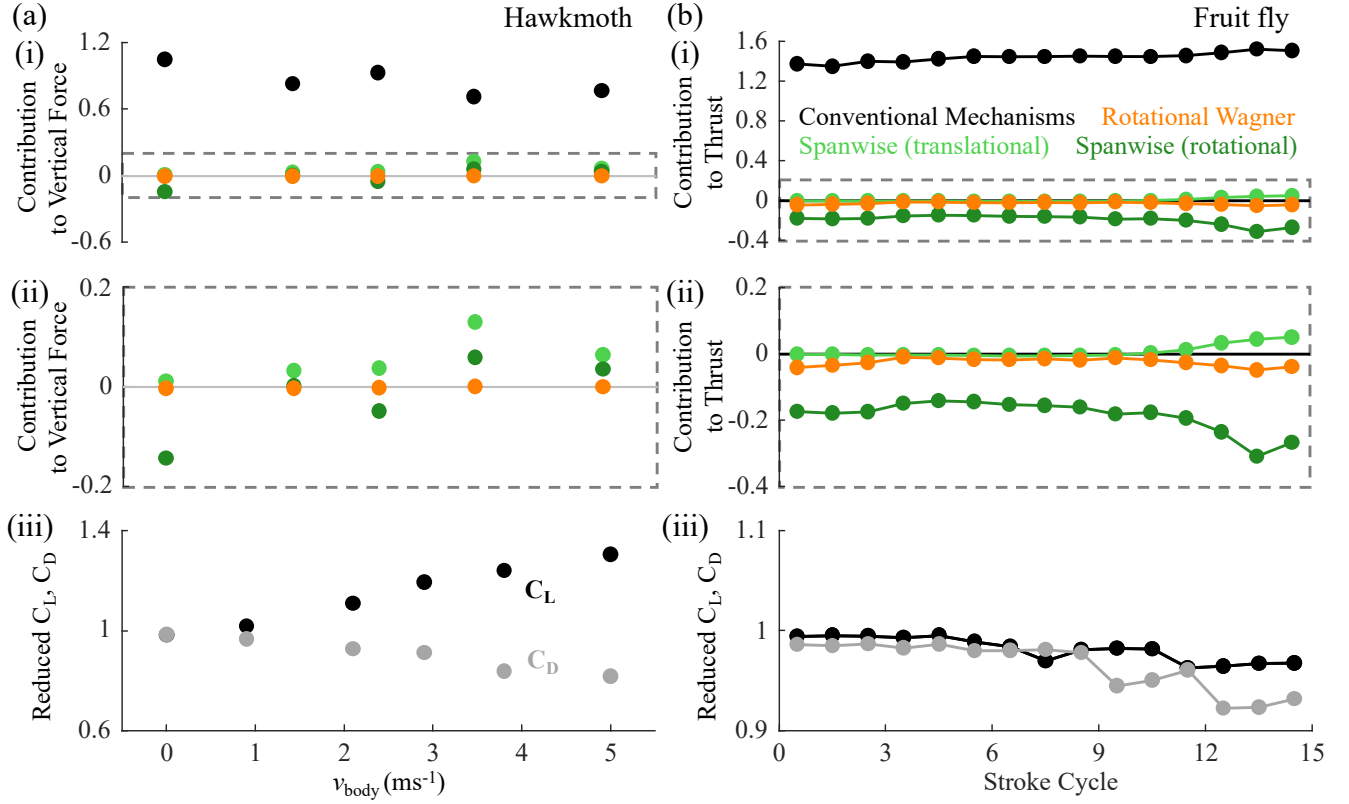 (a)
Hawkmoth
(i)
1.2
0.6
0
-0.6
Contribution
to Vertical Force
(ii)
0.2
0
-0.2
Contribution
to Vertical Force
(iii)
1.4
1
0.6
Reduced C_L, C_D
C_L
C_D
0 1 2 3 4 5
v_body (ms⁻¹)
(b)
Fruit fly
(i)
1.6
1.2
0.8
0.4
0
-0.4
Contribution
to Thrust
Conventional Mechanisms Rotational Wagner
Spanwise (translational) Spanwise (rotational)
(ii)
0.2
0
-0.2
-0.4
Contribution
to Thrust
(iii)
1.1
1
0.9
Reduced C_L, C_D
0 3 6 9 12 15
Stroke Cycle